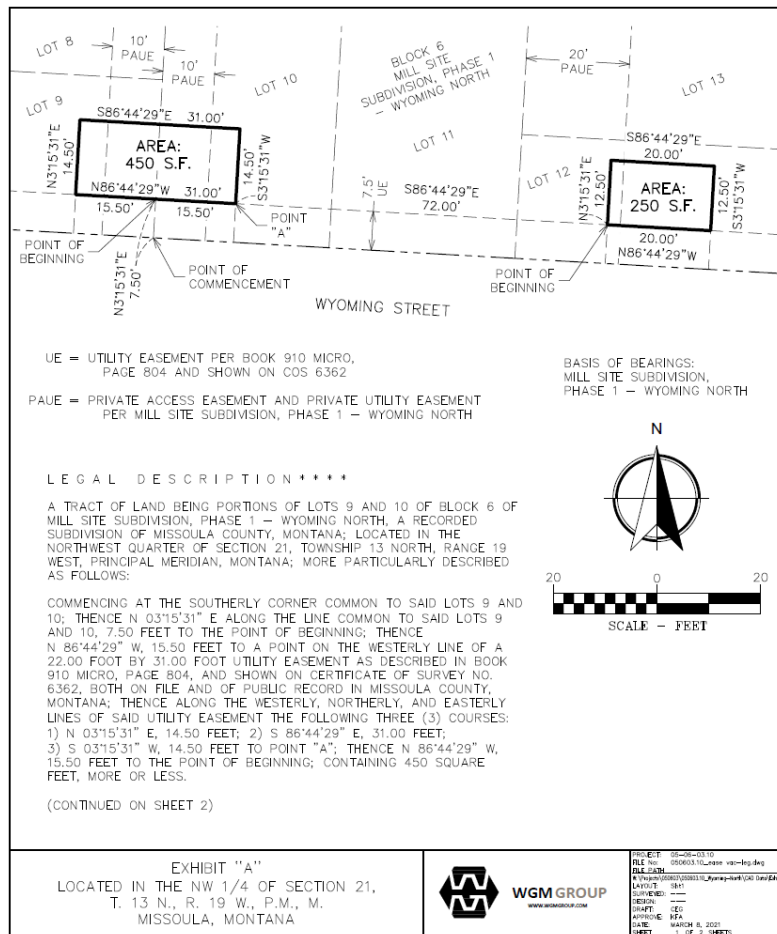 LOT 8
10'
PAUE
10'
PAUE
LOT 9
LOT 10
BLOCK 6
MILL SITE
SUBDIVISION, PHASE 1
– WYOMING NORTH
LOT 11
20'
PAUE
LOT 13
LOT 12
S86°44'29"E 31.00'
N3°15'31"E
14.50'
AREA:
450 S.F.
14.50'
S3°15'31"W
N86°44'29"W 31.00'
15.50' 15.50'
POINT
"A"
POINT OF
BEGINNING
N3°15'31"E
7.50'
POINT OF
COMMENCEMENT
7.5'
UE
S86°44'29"E
72.00'
S86°44'29"E
20.00'
N3°15'31"E
12.50'
AREA:
250 S.F.
12.50'
S3°15'31"W
20.00'
N86°44'29"W
POINT OF
BEGINNING
WYOMING STREET
UE = UTILITY EASEMENT PER BOOK 910 MICRO,
PAGE 804 AND SHOWN ON COS 6362
PAUE = PRIVATE ACCESS EASEMENT AND PRIVATE UTILITY EASEMENT
PER MILL SITE SUBDIVISION, PHASE 1 – WYOMING NORTH
BASIS OF BEARINGS:
MILL SITE SUBDIVISION,
PHASE 1 – WYOMING NORTH
N
20 0 20
SCALE – FEET
LEGAL DESCRIPTION****
A TRACT OF LAND BEING PORTIONS OF LOTS 9 AND 10 OF BLOCK 6 OF
MILL SITE SUBDIVISION, PHASE 1 – WYOMING NORTH, A RECORDED
SUBDIVISION OF MISSOULA COUNTY, MONTANA; LOCATED IN THE
NORTHWEST QUARTER OF SECTION 21, TOWNSHIP 13 NORTH, RANGE 19
WEST, PRINCIPAL MERIDIAN, MONTANA; MORE PARTICULARLY DESCRIBED
AS FOLLOWS:
COMMENCING AT THE SOUTHERLY CORNER COMMON TO SAID LOTS 9 AND
10; THENCE N 03°15'31" E ALONG THE LINE COMMON TO SAID LOTS 9
AND 10, 7.50 FEET TO THE POINT OF BEGINNING; THENCE
N 86°44'29" W, 15.50 FEET TO A POINT ON THE WESTERLY LINE OF A
22.00 FOOT BY 31.00 FOOT UTILITY EASEMENT AS DESCRIBED IN BOOK
910 MICRO, PAGE 804, AND SHOWN ON CERTIFICATE OF SURVEY NO.
6362, BOTH ON FILE AND OF PUBLIC RECORD IN MISSOULA COUNTY,
MONTANA; THENCE ALONG THE WESTERLY, NORTHERLY, AND EASTERLY
LINES OF SAID UTILITY EASEMENT THE FOLLOWING THREE (3) COURSES:
1) N 03°15'31" E, 14.50 FEET; 2) S 86°44'29" E, 31.00 FEET;
3) S 03°15'31" W, 14.50 FEET TO POINT "A"; THENCE N 86°44'29" W,
15.50 FEET TO THE POINT OF BEGINNING; CONTAINING 450 SQUARE
FEET, MORE OR LESS.
(CONTINUED ON SHEET 2)
EXHIBIT "A"
LOCATED IN THE NW 1/4 OF SECTION 21,
T. 13 N., R. 19 W., P.M., M.
MISSOULA, MONTANA
WGM GROUP
WWW.WGMGROUP.COM
PROJECT: 05-06-03.10
FILE No: 050603.10_ease vac-leg.dwg
FILE PATH:
LAYOUT: Sht1
SURVEYED: ----
DESIGN: ----
DRAFT: CEG
APPROVE: KFA
DATE: MARCH 8, 2021
SHEET 1 OF 2 SHEETS